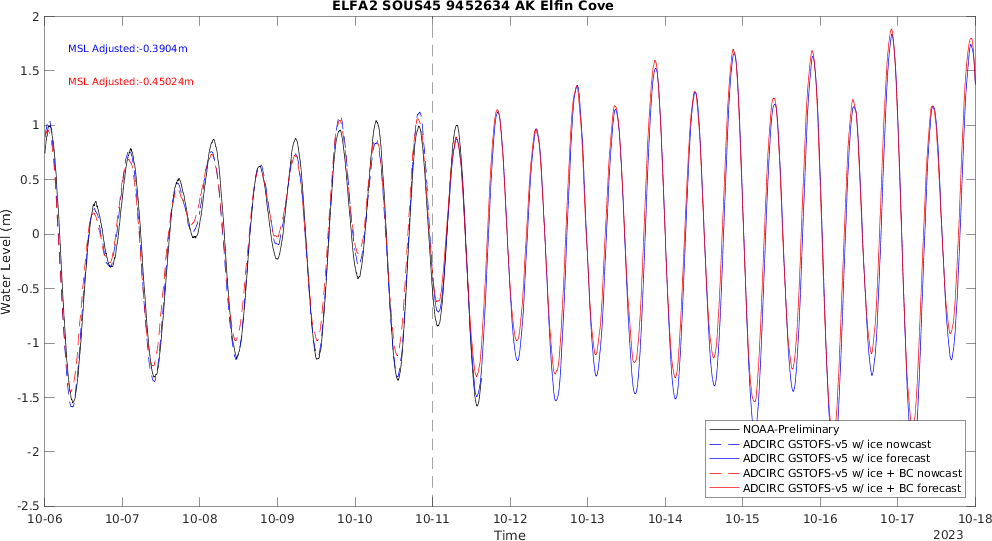 ELFA2 SOUS45 9452634 AK Elfin Cove
MSL Adjusted:-0.3904m
MSL Adjusted:-0.45024m
Water Level (m)
2
1.5
1
0.5
0
-0.5
-1
-1.5
-2
-2.5
NOAA-Preliminary
ADCIRC GSTOFS-v5 w/ ice nowcast
ADCIRC GSTOFS-v5 w/ ice forecast
ADCIRC GSTOFS-v5 w/ ice + BC nowcast
ADCIRC GSTOFS-v5 w/ ice + BC forecast
10-06 10-07 10-08 10-09 10-10 10-11 10-12 10-13 10-14 10-15 10-16 10-17 10-18
Time
2023